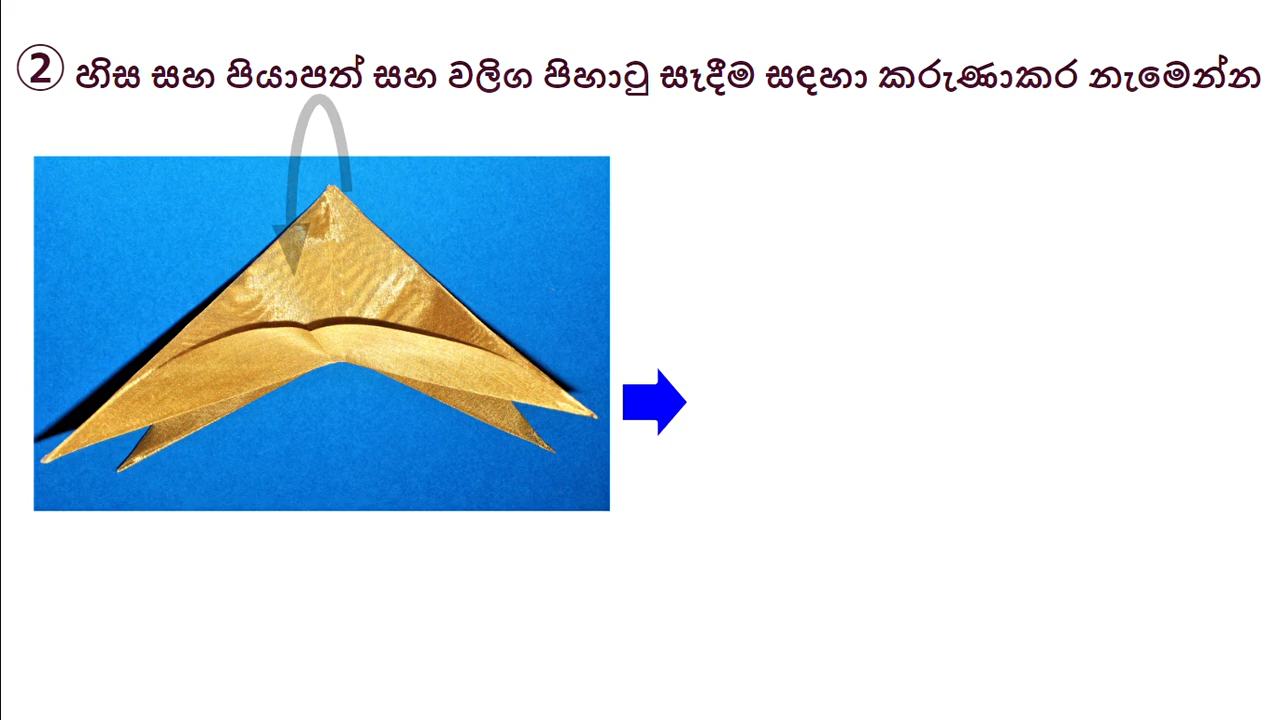 ② හිස සහ පියාපත් සහ වලිග පිහාටු සෑදීම සඳහා කරුණාකර නැමෙන්න